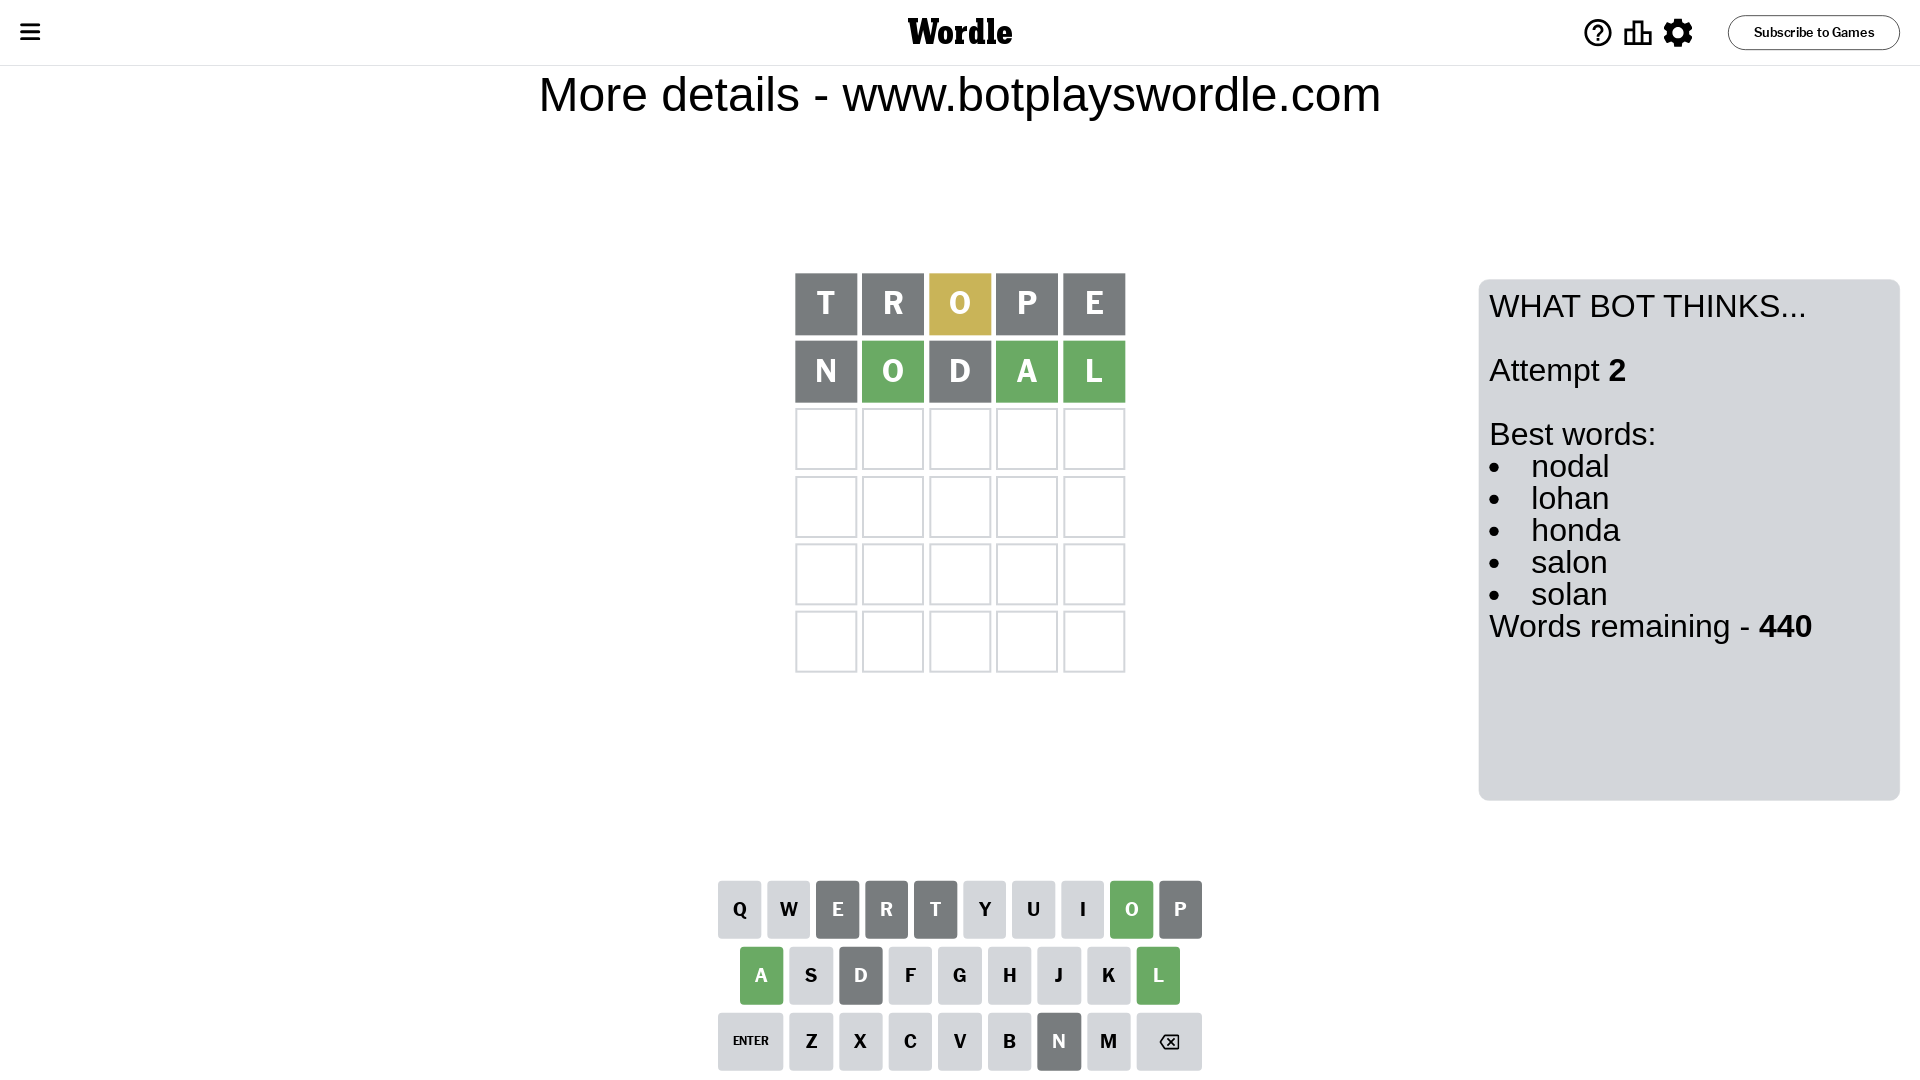 Wordle
Subscribe to Games
More details - www.botplayswordle.com
T R O P E
N O D A L
WHAT BOT THINKS...
Attempt 2
Best words:
• nodal
• lohan
• honda
• salon
• solan
Words remaining - 440
Q W E R T Y U I O P
A S D F G H J K L
ENTER Z X C V B N M